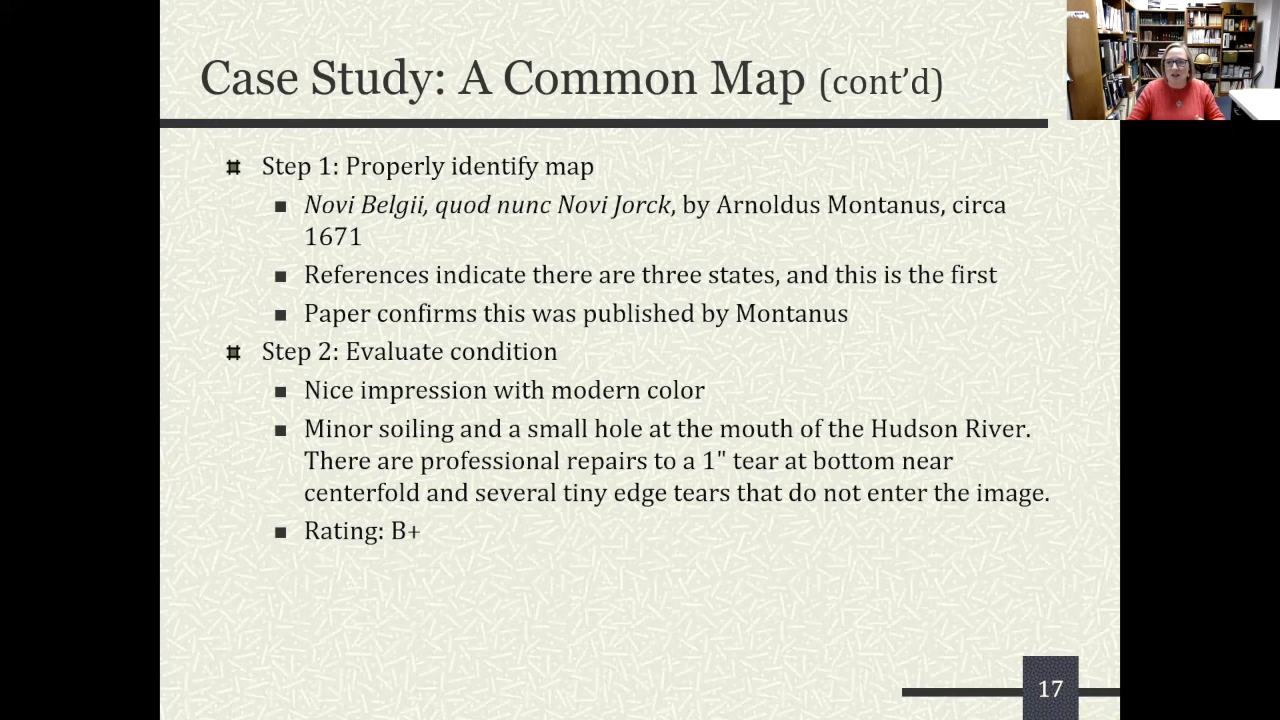 Case Study: A Common Map (cont’d)
Step 1: Properly identify map
Novi Belgii, quod nunc Novi Jorck, by Arnoldus Montanus, circa
1671
References indicate there are three states, and this is the first
Paper confirms this was published by Montanus
Step 2: Evaluate condition
Nice impression with modern color
Minor soiling and a small hole at the mouth of the Hudson River.
There are professional repairs to a 1" tear at bottom near
centerfold and several tiny edge tears that do not enter the image.
Rating: B+
17